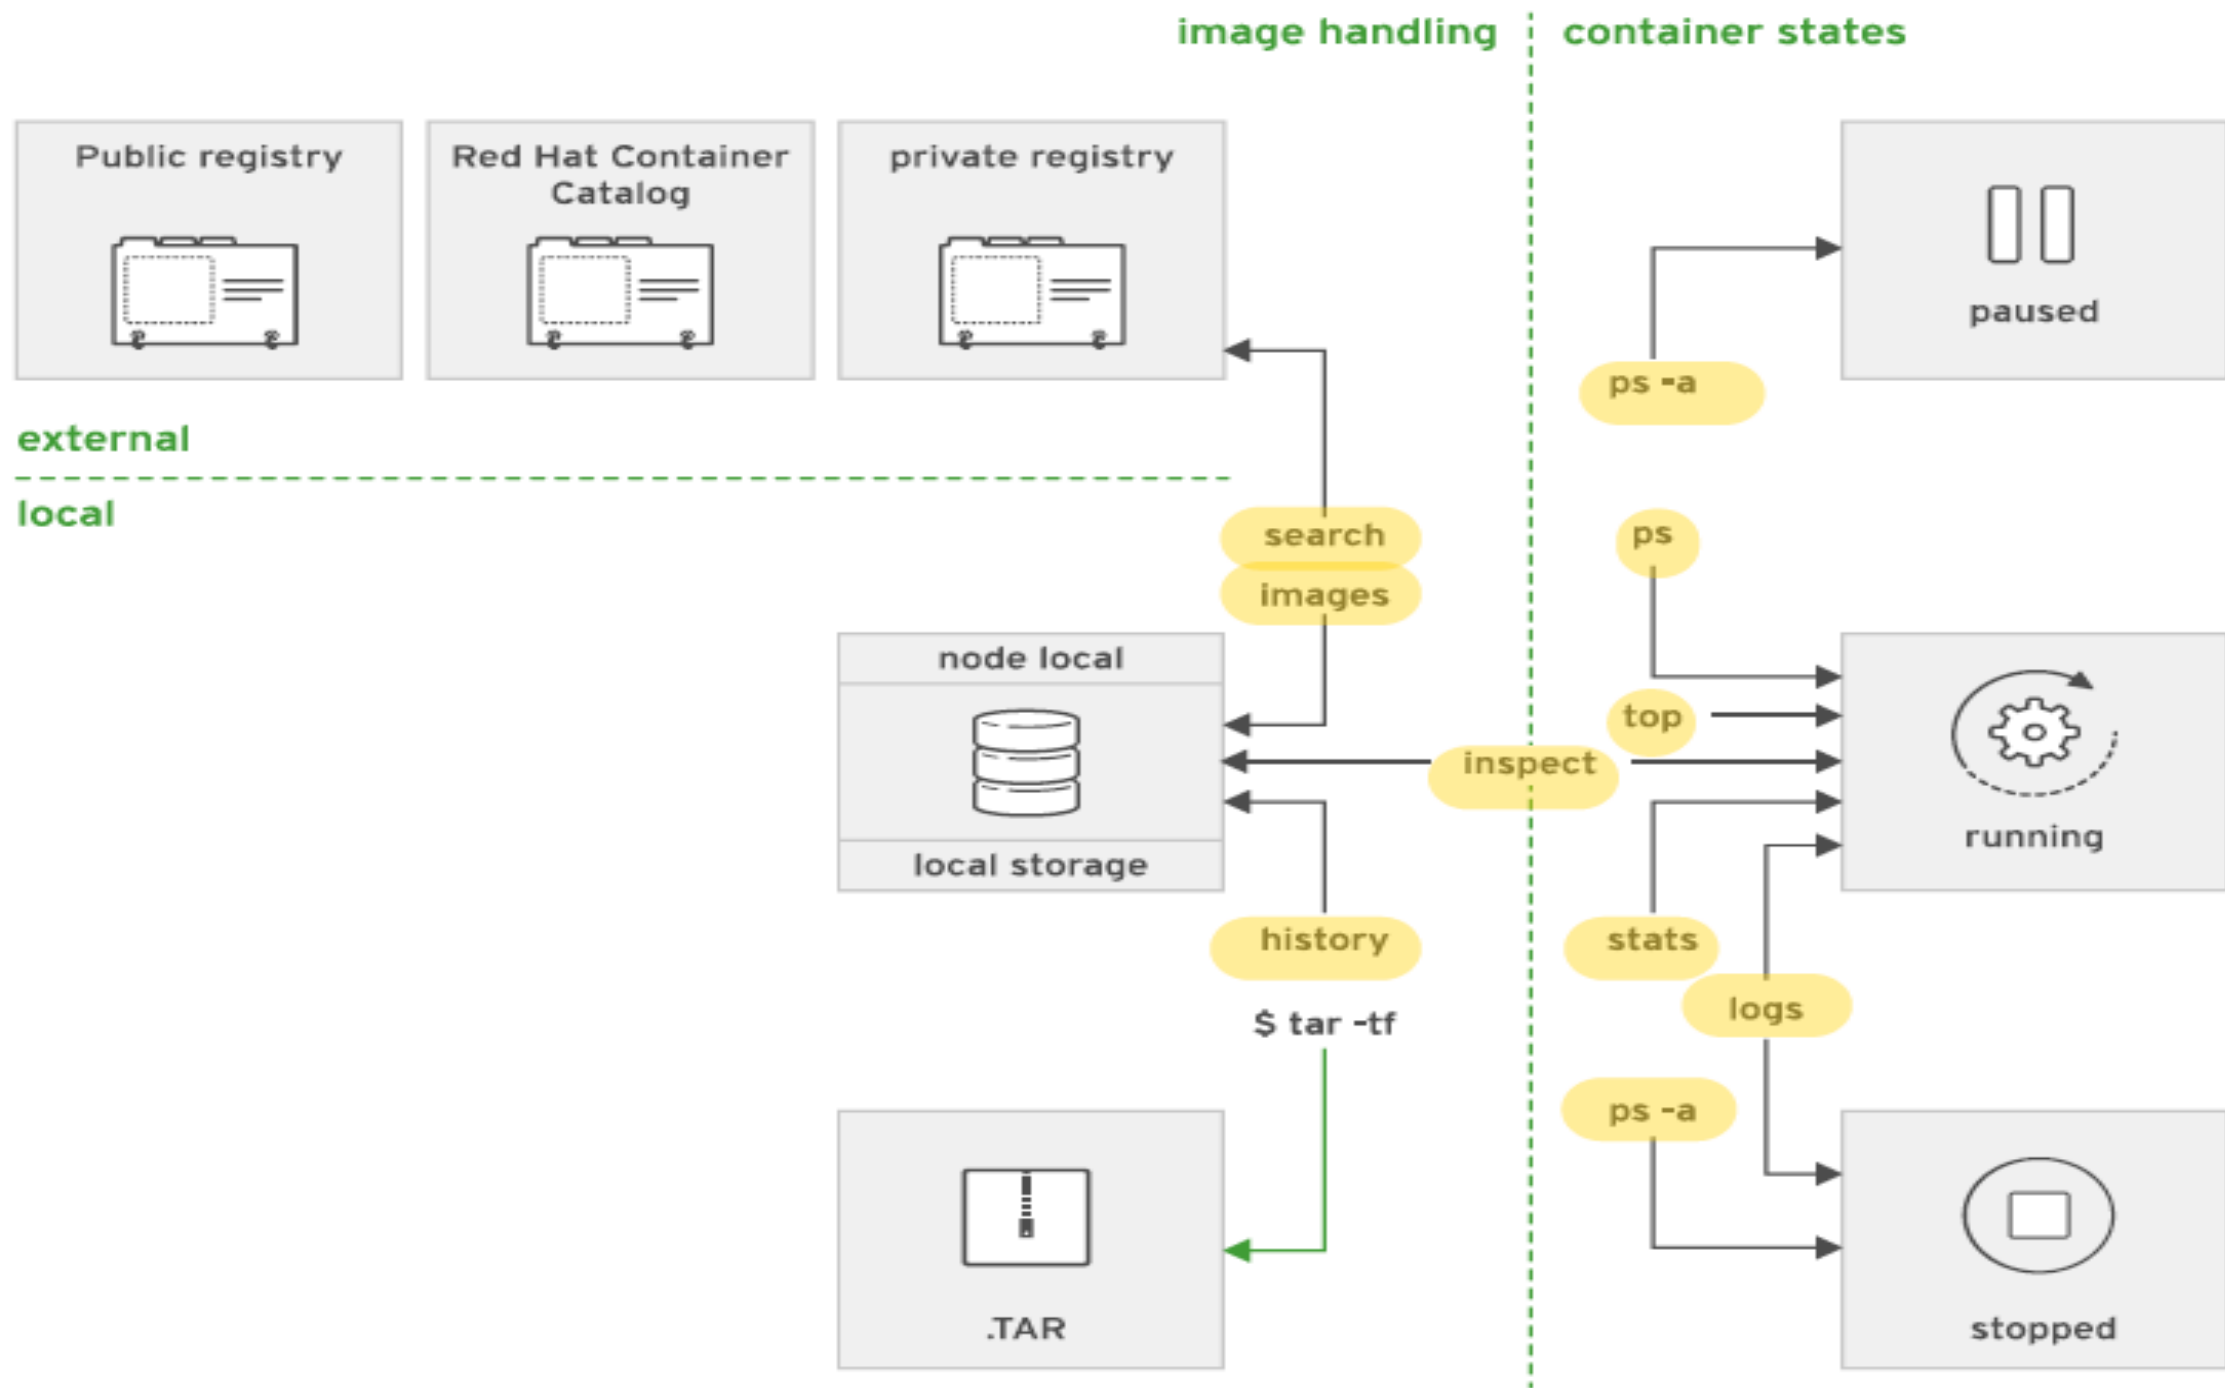 image handling
container states
Public registry
Red Hat Container
Catalog
private registry
paused
ps -a
external
local
search
images
ps
node local
top
inspect
local storage
running
history
stats
$ tar -tf
logs
ps -a
.TAR
stopped